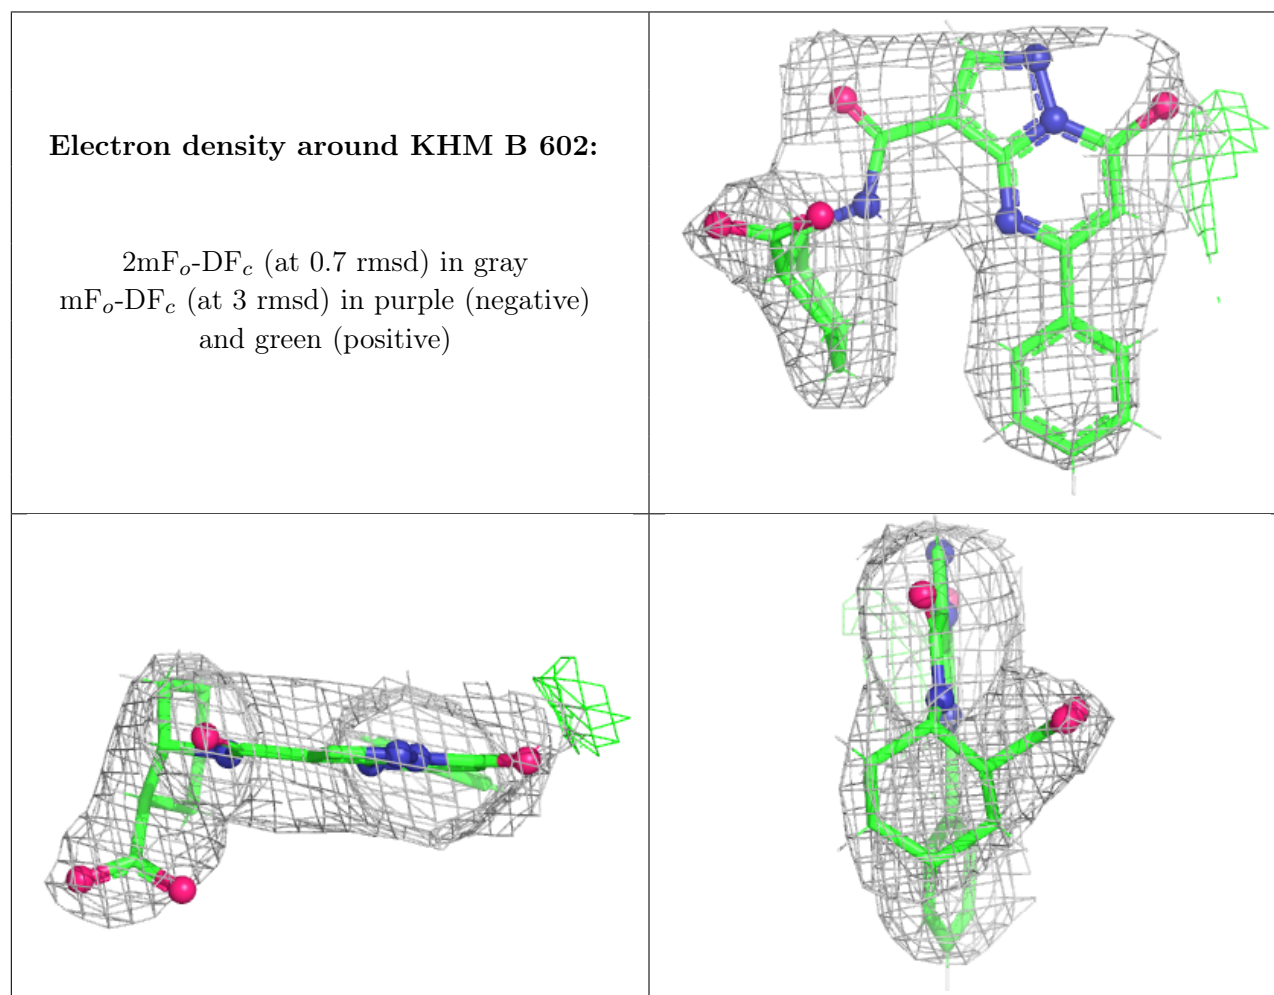 Electron density around KHM B 602:
2mFo-DFc (at 0.7 rmsd) in gray
mFo-DFc (at 3 rmsd) in purple (negative)
and green (positive)